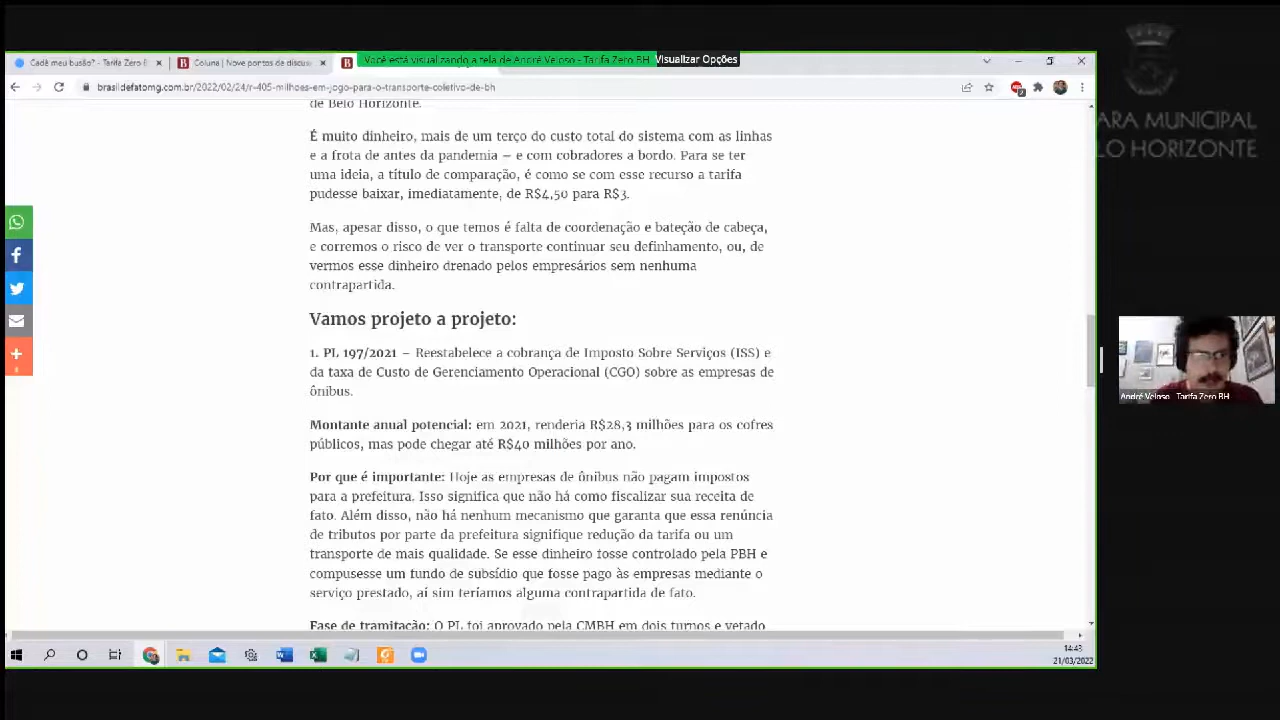 Cadê meu busão? - Tarifa Zero B
Coluna | Nove pontos de discus
Você está visualizando a tela de André Veloso - Tarifa Zero BH
Visualizar Opções
brasildefatomg.com.br/2022/02/24/r-405-milhoes-em-jogo-para-o-transporte-coletivo-de-bh
ARA MUNICIPAL
LO HORIZONTE
de Belo Horizonte.
É muito dinheiro, mais de um terço do custo total do sistema com as linhas
e a frota de antes da pandemia – e com cobradores a bordo. Para se ter
uma ideia, a título de comparação, é como se com esse recurso a tarifa
pudesse baixar, imediatamente, de R$4,50 para R$3.
Mas, apesar disso, o que temos é falta de coordenação e bateção de cabeça,
e corremos o risco de ver o transporte continuar seu definhamento, ou, de
vermos esse dinheiro drenado pelos empresários sem nenhuma
contrapartida.
Vamos projeto a projeto:
1. PL 197/2021 – Reestabelece a cobrança de Imposto Sobre Serviços (ISS) e
da taxa de Custo de Gerenciamento Operacional (CGO) sobre as empresas de
ônibus.
Montante anual potencial: em 2021, renderia R$28,3 milhões para os cofres
públicos, mas pode chegar até R$40 milhões por ano.
Por que é importante: Hoje as empresas de ônibus não pagam impostos
para a prefeitura. Isso significa que não há como fiscalizar sua receita de
fato. Além disso, não há nenhum mecanismo que garanta que essa renúncia
de tributos por parte da prefeitura signifique redução da tarifa ou um
transporte de mais qualidade. Se esse dinheiro fosse controlado pela PBH e
compusesse um fundo de subsídio que fosse pago às empresas mediante o
serviço prestado, aí sim teríamos alguma contrapartida de fato.
Fase de tramitação: O PL foi aprovado pela CMBH em dois turnos e vetado
André Veloso - Tarifa Zero BH
14:43
21/03/2022